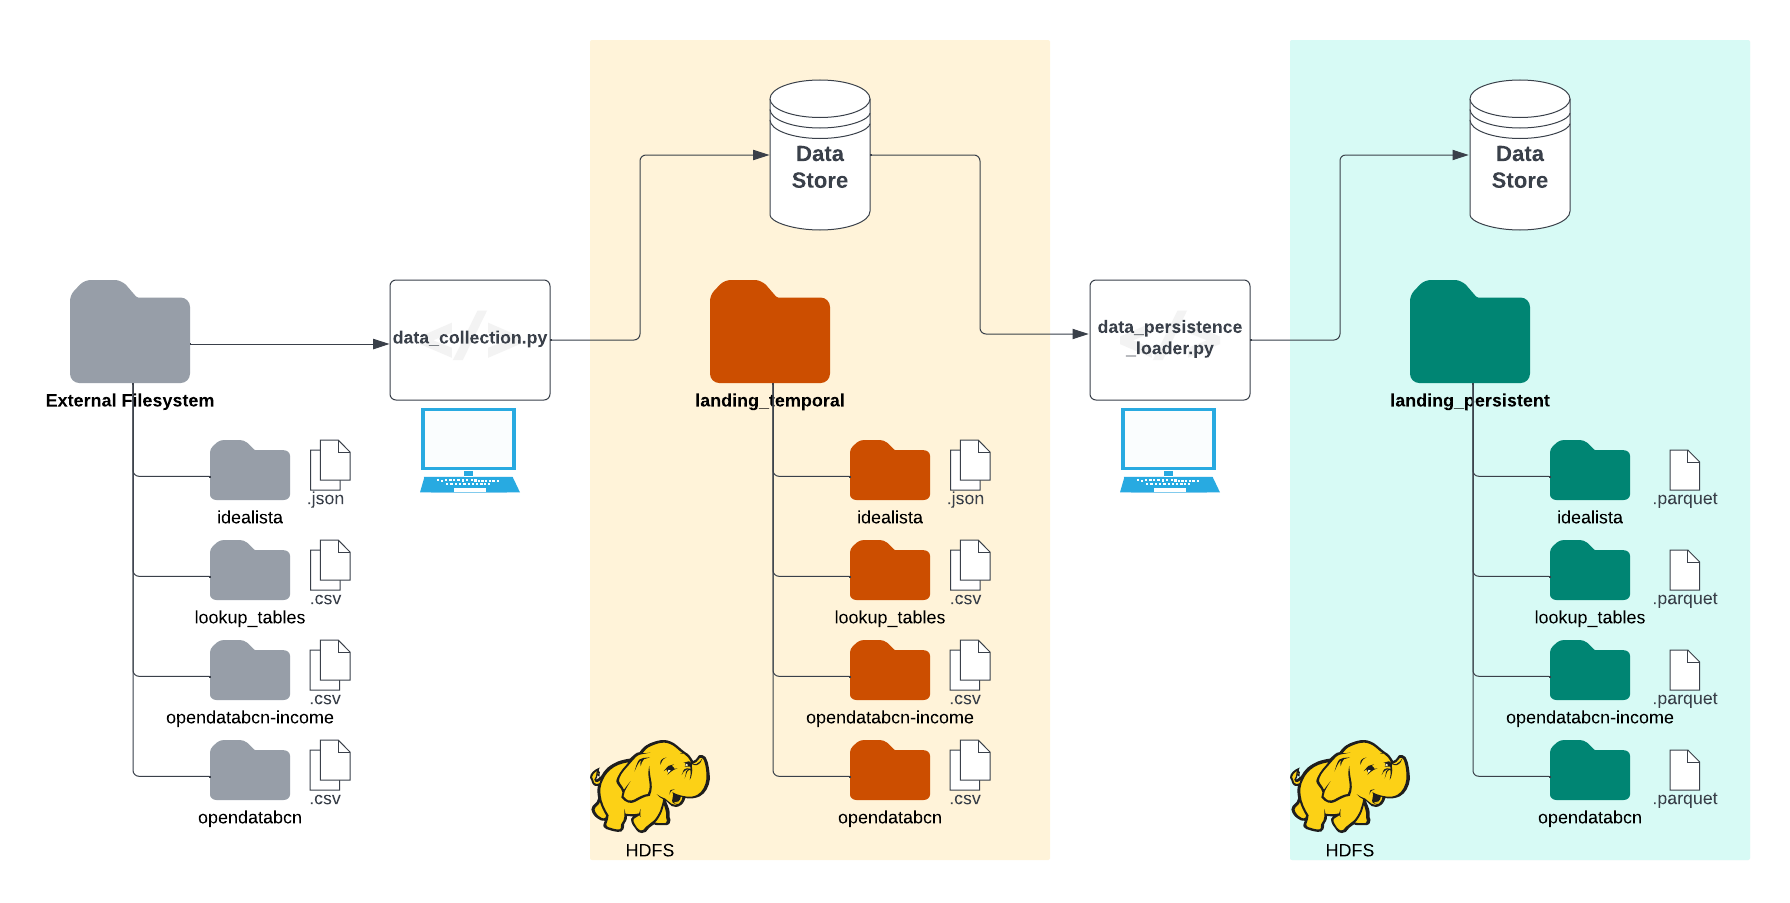 Data
Store
Data
Store
data_collection.py
data_persistence
_loader.py
External Filesystem
landing_temporal
landing_persistent
.json
idealista
.json
idealista
.parquet
idealista
.csv
lookup_tables
.csv
lookup_tables
.parquet
lookup_tables
.csv
opendatabcn-income
.csv
opendatabcn-income
.parquet
opendatabcn-income
.csv
opendatabcn
.csv
opendatabcn
.parquet
opendatabcn
HDFS
HDFS